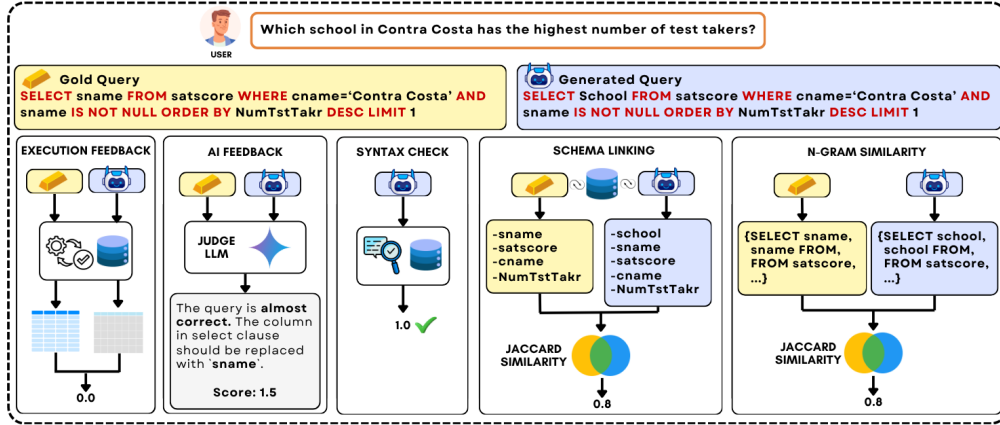 Which school in Contra Costa has the highest number of test takers?
USER
Gold Query
SELECT sname FROM satscore WHERE cname=‘Contra Costa’ AND
sname IS NOT NULL ORDER BY NumTstTakr DESC LIMIT 1
Generated Query
SELECT School FROM satscore WHERE cname=‘Contra Costa’ AND
sname IS NOT NULL ORDER BY NumTstTakr DESC LIMIT 1
EXECUTION FEEDBACK
0.0
AI FEEDBACK
JUDGE
LLM
The query is almost
correct. The column
in select clause
should be replaced
with `sname`.
Score: 1.5
SYNTAX CHECK
1.0
SCHEMA LINKING
-sname
-satscore
-cname
-NumTstTakr
-school
-sname
-satscore
-cname
-NumTstTakr
JACCARD
SIMILARITY
0.8
N-GRAM SIMILARITY
{SELECT sname,
sname FROM,
FROM satscore,
...}
{SELECT school,
school FROM,
FROM satscore,
...}
JACCARD
SIMILARITY
0.8